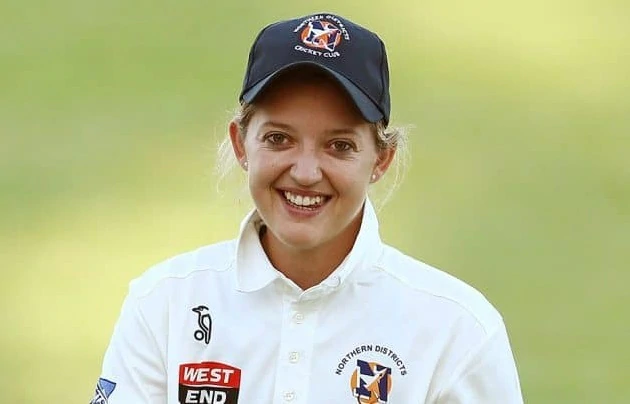 NORTHERN DISTRICTS
N
CRICKET CLUB
WEST
END
NORTHERN DISTRICTS
N